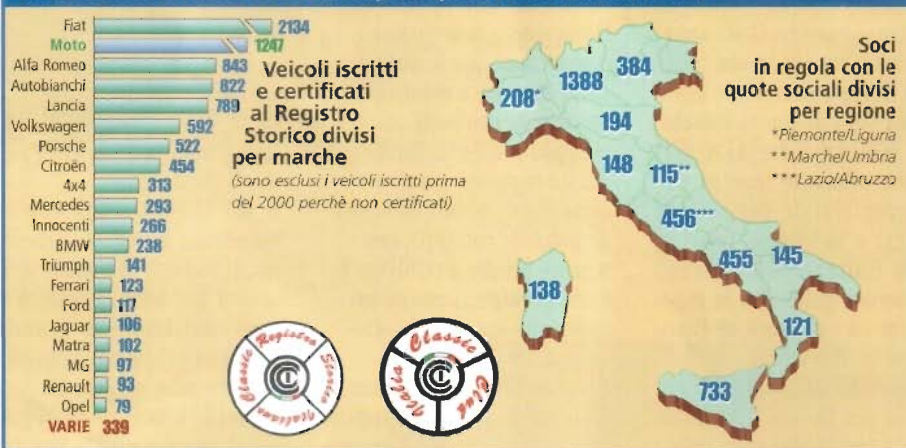 Fiat 2134
Moto 1247
Alfa Romeo 843
Autobianchi 822
Lancia 789
Volkswagen 592
Porsche 522
Citroën 454
4x4 313
Mercedes 293
Innocenti 266
BMW 238
Triumph 141
Ferrari 123
Ford 117
Jaguar 106
Matra 102
MG 97
Renault 93
Opel 79
VARIE 339
Veicoli iscritti
e certificati
al Registro
Storico divisi
per marche
(sono esclusi i veicoli iscritti prima
del 2000 perchè non certificati)
Classic Registro Storico Italiano
Italia Classic Club
Soci
in regola con le
quote sociali divisi
per regione
*Piemonte/Liguria
**Marche/Umbria
***Lazio/Abruzzo
208*
1388
384
194
148
115**
456***
455
145
138
121
733